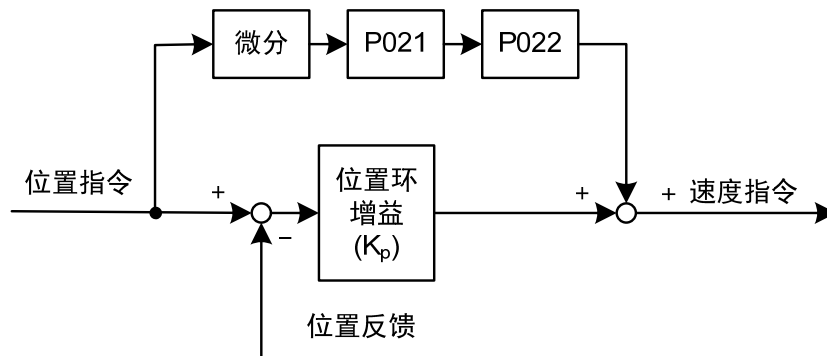 微分
P021
P022
位置指令
+
-
位置环
增益
(Kp)
+
+
速度指令
位置反馈